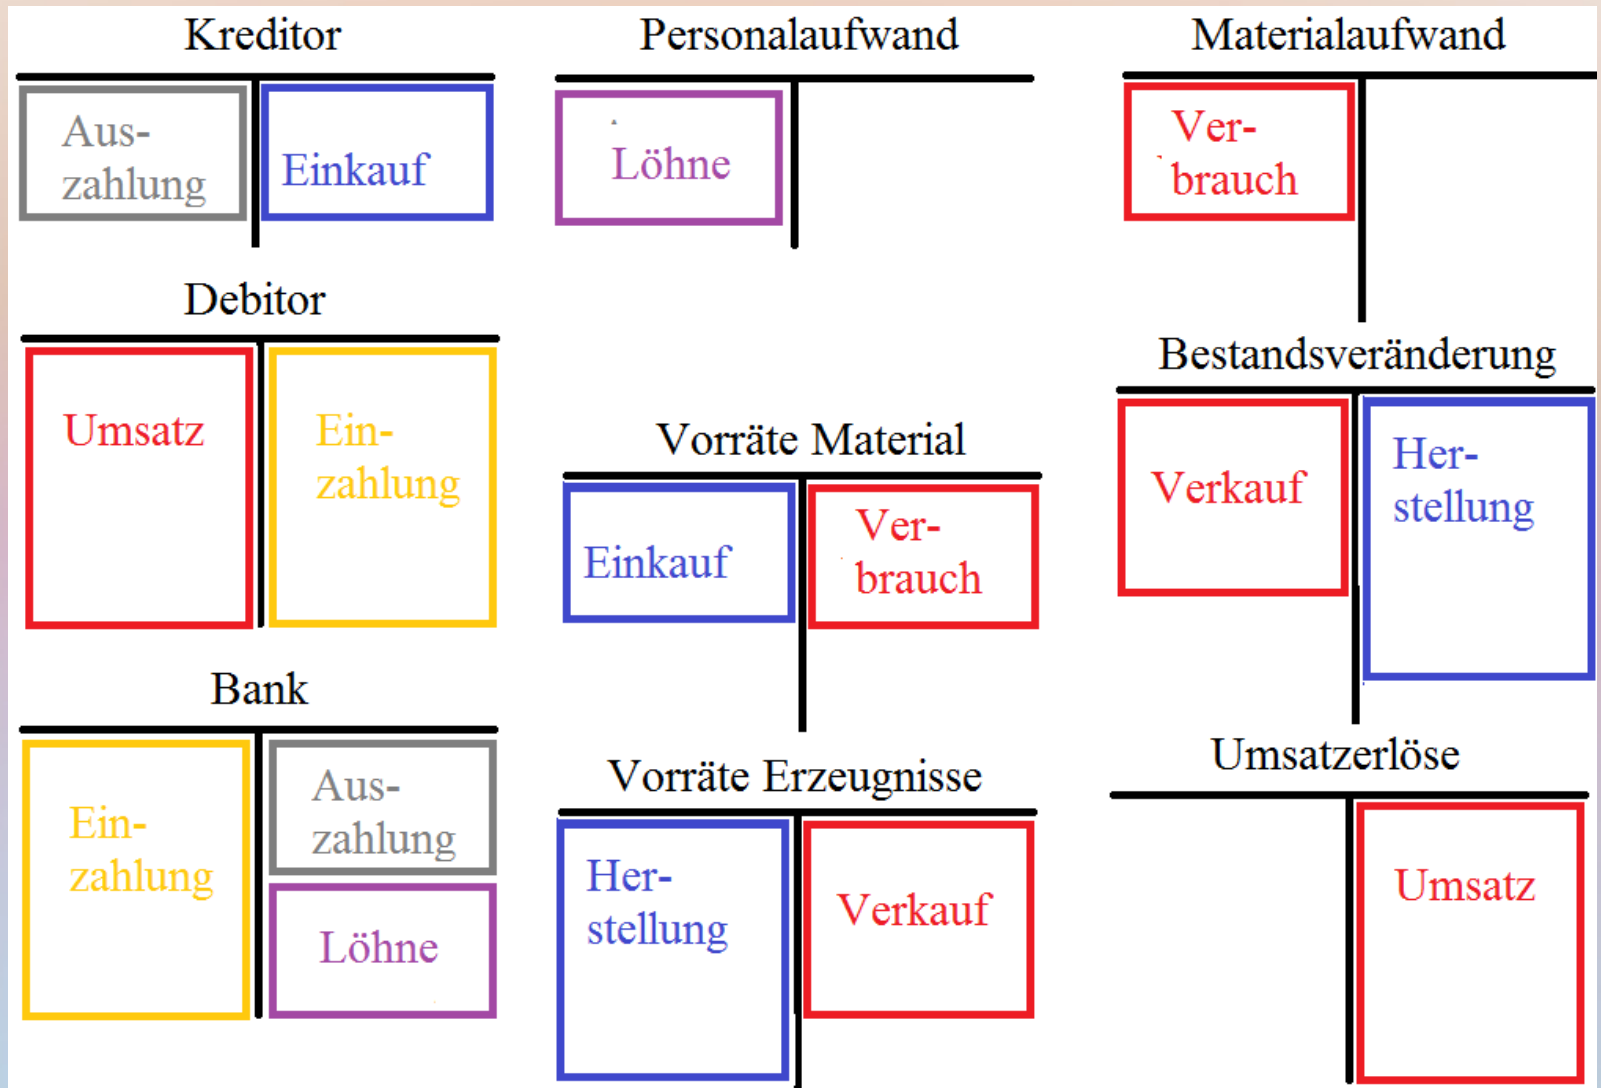 Kreditor
Aus-
zahlung
Einkauf
Personalaufwand
Löhne
Materialaufwand
Ver-
brauch
Debitor
Umsatz
Ein-
zahlung
Vorräte Material
Einkauf
Ver-
brauch
Bestandsveränderung
Verkauf
Her-
stellung
Bank
Ein-
zahlung
Aus-
zahlung
Löhne
Vorräte Erzeugnisse
Her-
stellung
Verkauf
Umsatzerlöse
Umsatz